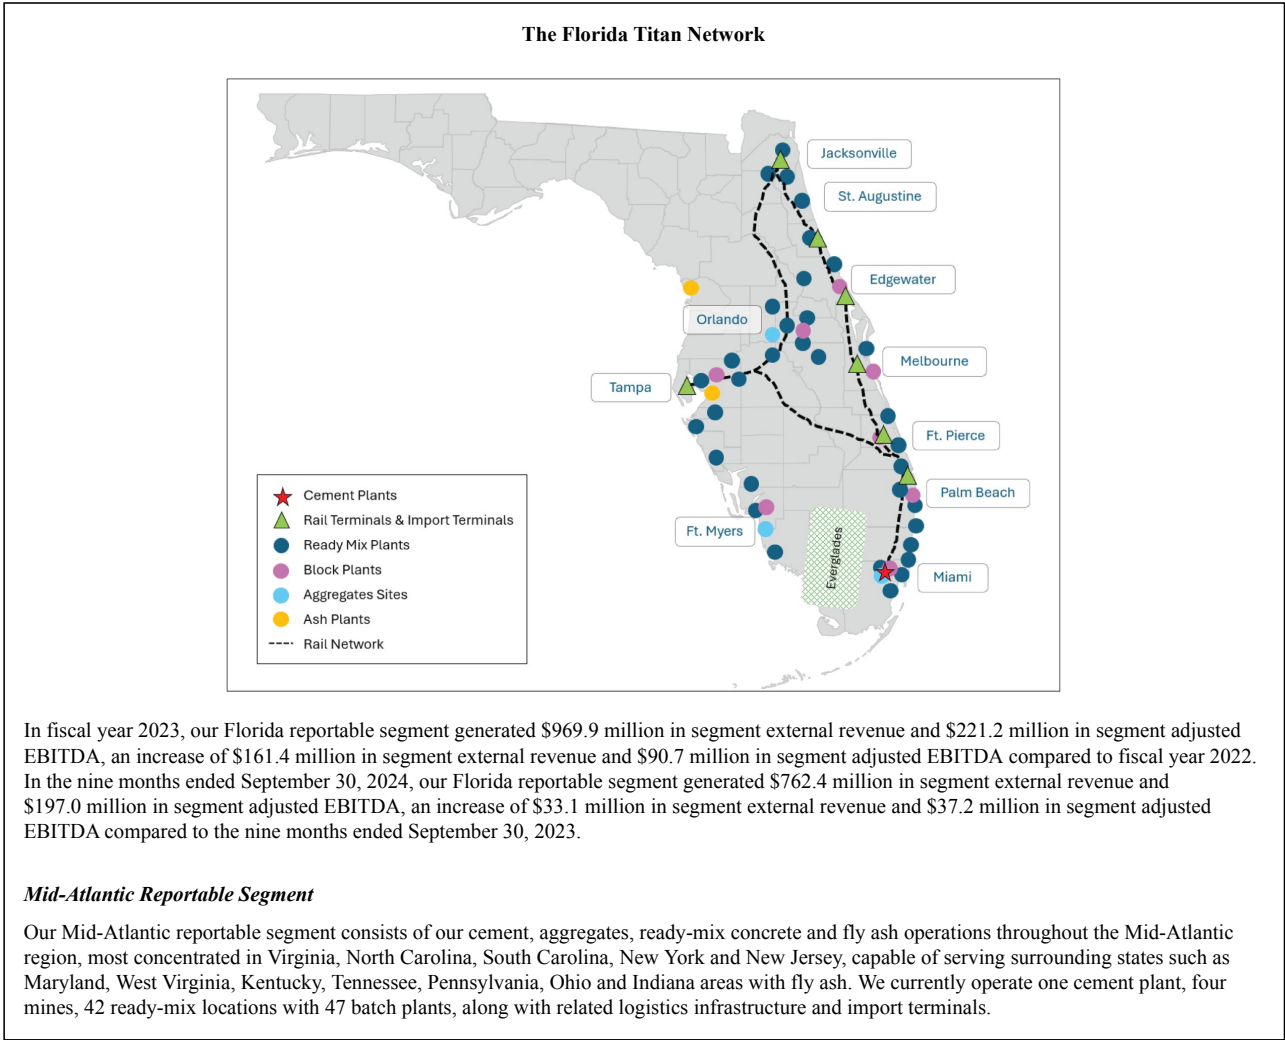 The Florida Titan Network
Jacksonville
St. Augustine
Edgewater
Orlando
Melbourne
Tampa
Ft. Pierce
Palm Beach
Ft. Myers
Everglades
Miami
Cement Plants
Rail Terminals & Import Terminals
Ready Mix Plants
Block Plants
Aggregates Sites
Ash Plants
Rail Network
In fiscal year 2023, our Florida reportable segment generated $969.9 million in segment external revenue and $221.2 million in segment adjusted
EBITDA, an increase of $161.4 million in segment external revenue and $90.7 million in segment adjusted EBITDA compared to fiscal year 2022.
In the nine months ended September 30, 2024, our Florida reportable segment generated $762.4 million in segment external revenue and
$197.0 million in segment adjusted EBITDA, an increase of $33.1 million in segment external revenue and $37.2 million in segment adjusted
EBITDA compared to the nine months ended September 30, 2023.
Mid-Atlantic Reportable Segment
Our Mid-Atlantic reportable segment consists of our cement, aggregates, ready-mix concrete and fly ash operations throughout the Mid-Atlantic
region, most concentrated in Virginia, North Carolina, South Carolina, New York and New Jersey, capable of serving surrounding states such as
Maryland, West Virginia, Kentucky, Tennessee, Pennsylvania, Ohio and Indiana areas with fly ash. We currently operate one cement plant, four
mines, 42 ready-mix locations with 47 batch plants, along with related logistics infrastructure and import terminals.